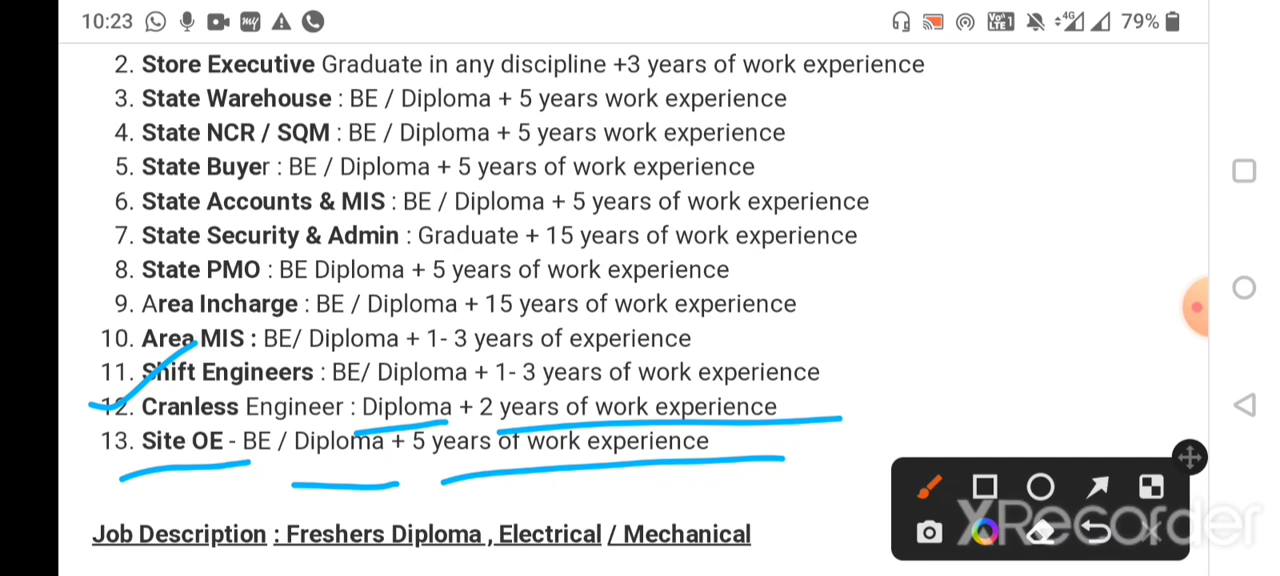 10:23 my Vo) LTE 1 4G 79%
2. Store Executive Graduate in any discipline +3 years of work experience
3. State Warehouse : BE / Diploma + 5 years work experience
4. State NCR / SQM : BE / Diploma + 5 years work experience
5. State Buyer : BE / Diploma + 5 years of work experience
6. State Accounts & MIS : BE / Diploma + 5 years of work experience
7. State Security & Admin : Graduate + 15 years of work experience
8. State PMO : BE Diploma + 5 years of work experience
9. Area Incharge : BE / Diploma + 15 years of work experience
10. Area MIS : BE/ Diploma + 1- 3 years of experience
11. Shift Engineers : BE/ Diploma + 1- 3 years of work experience
12. Cranless Engineer : Diploma + 2 years of work experience
13. Site OE - BE / Diploma + 5 years of work experience
XRecorder
Job Description : Freshers Diploma , Electrical / Mechanical